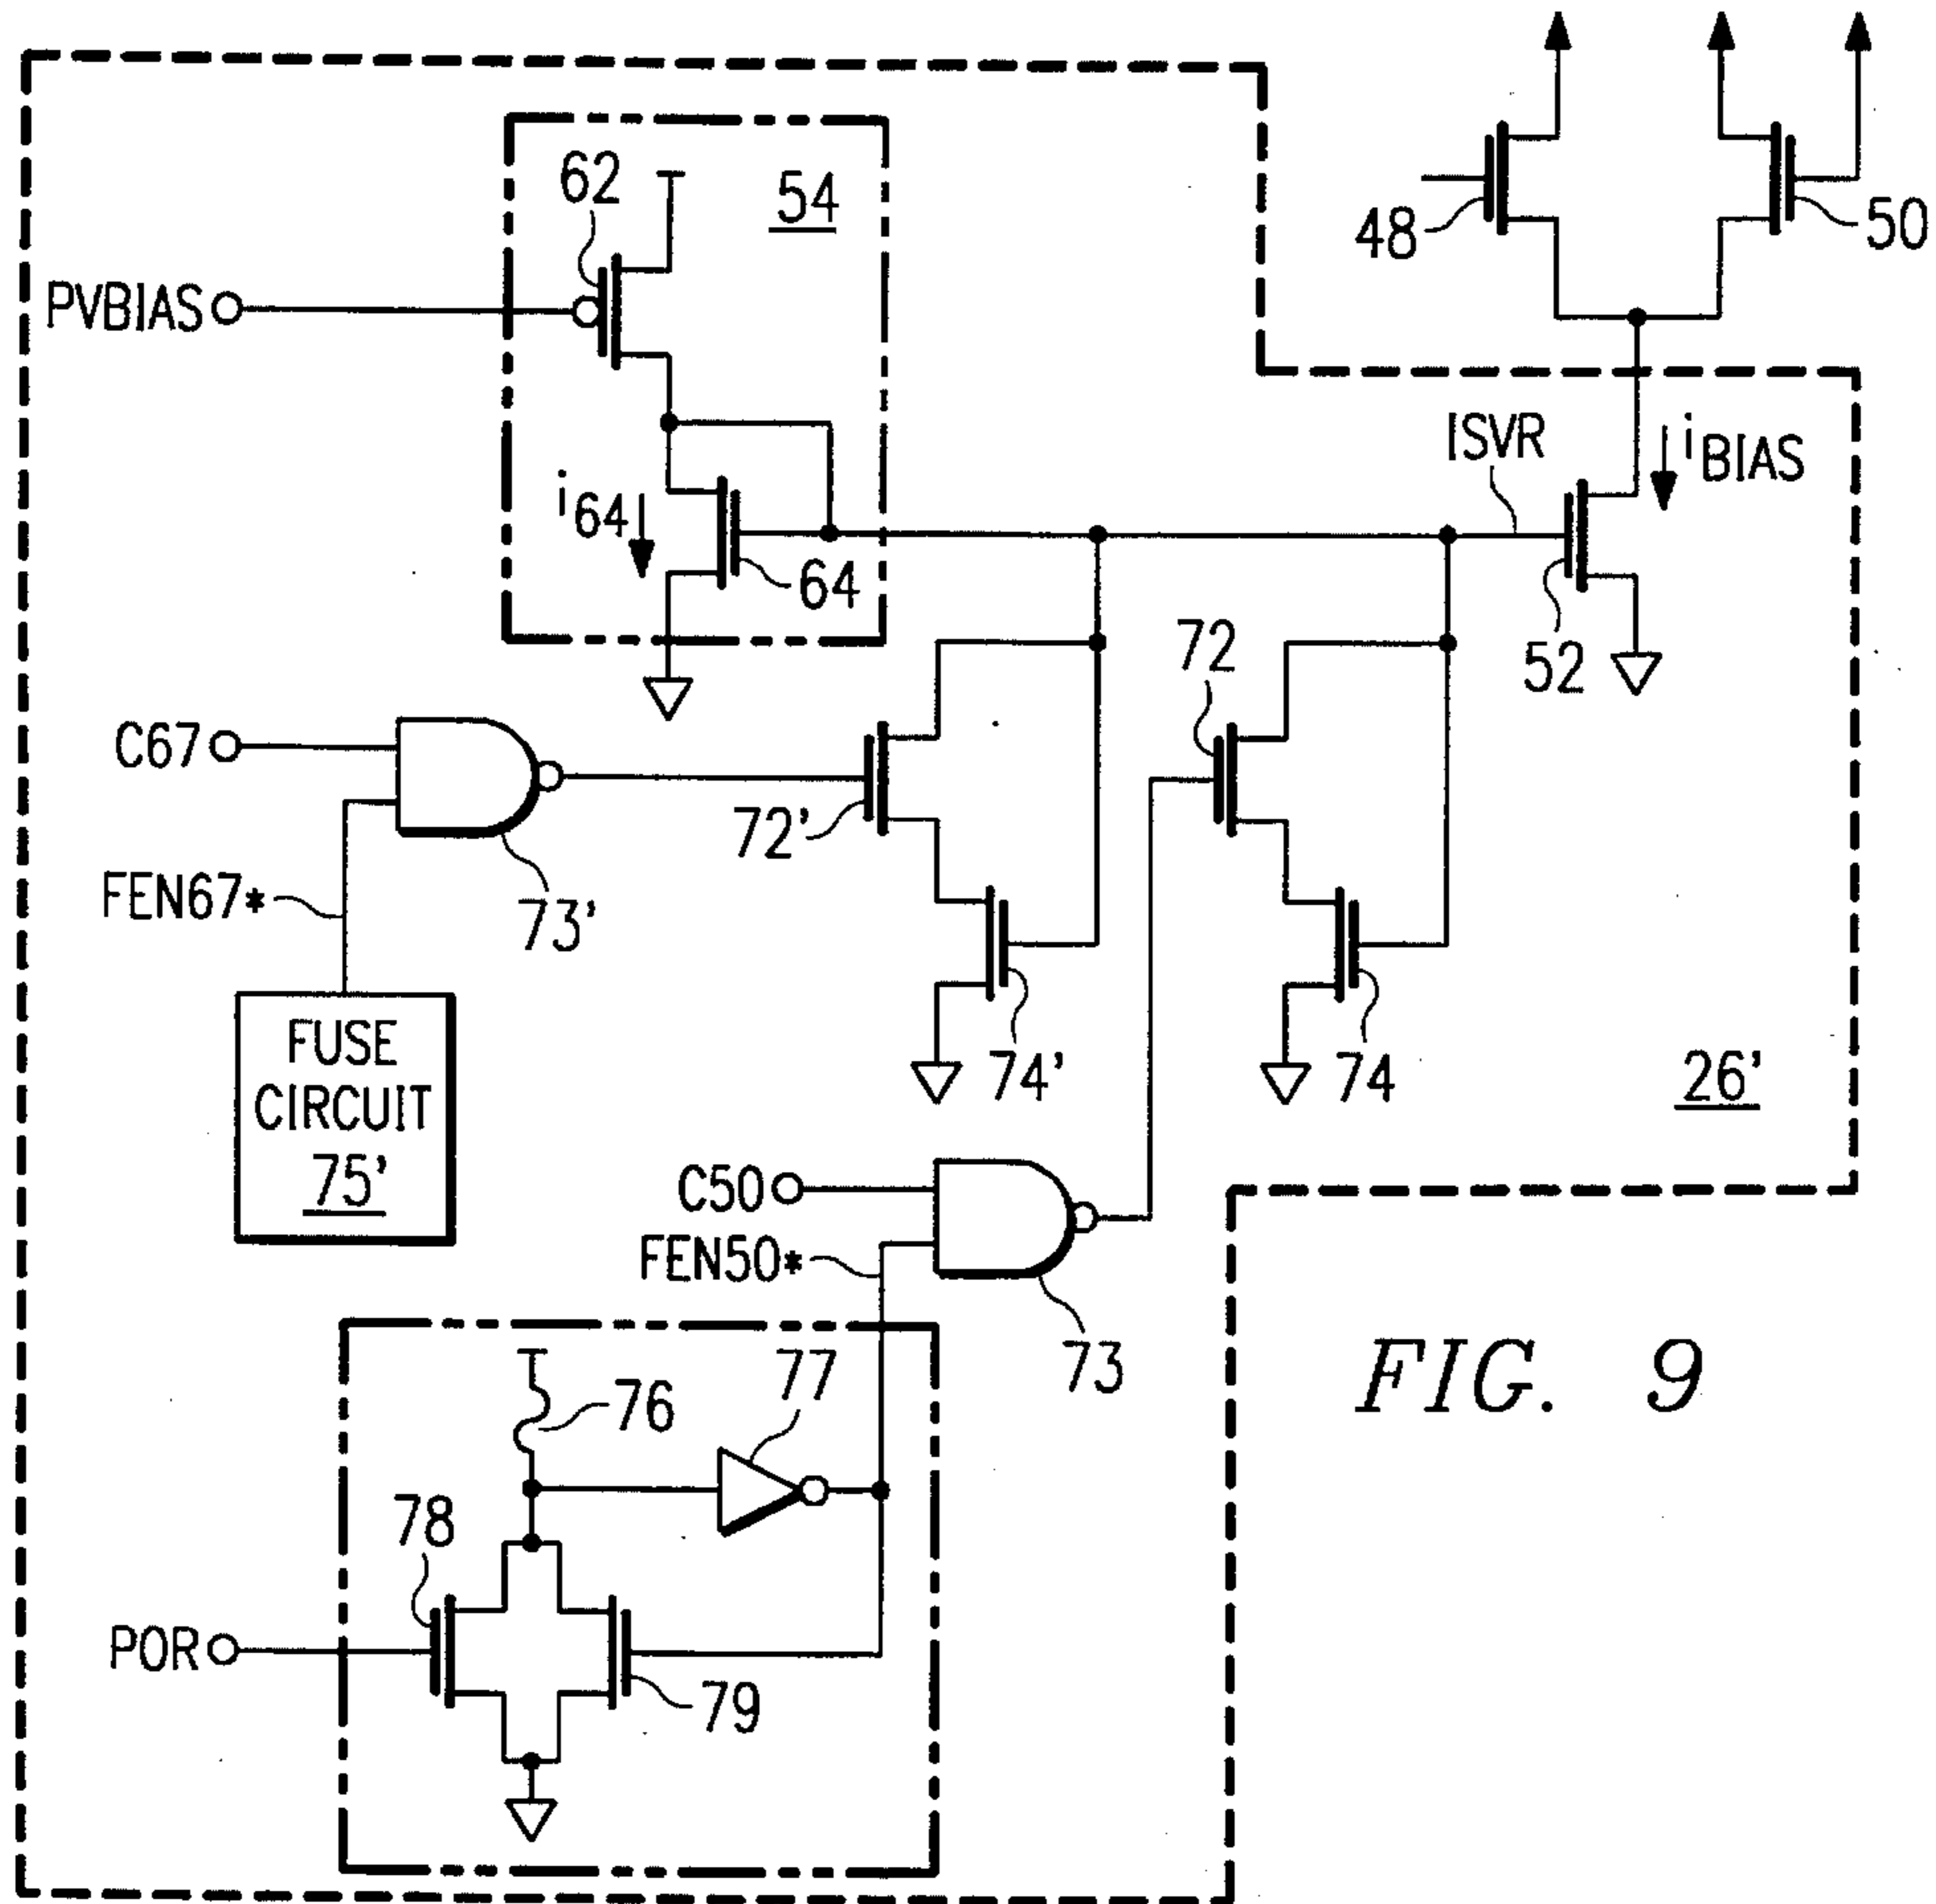 62
54
48
50
PVBIAS
ISVR
iBIAS
i64
64
72
52
C67
72'
FEN67*
73'
FUSE
CIRCUIT
75'
74'
74
26'
C50
FEN50*
73
FIG. 9
76
77
78
POR
79